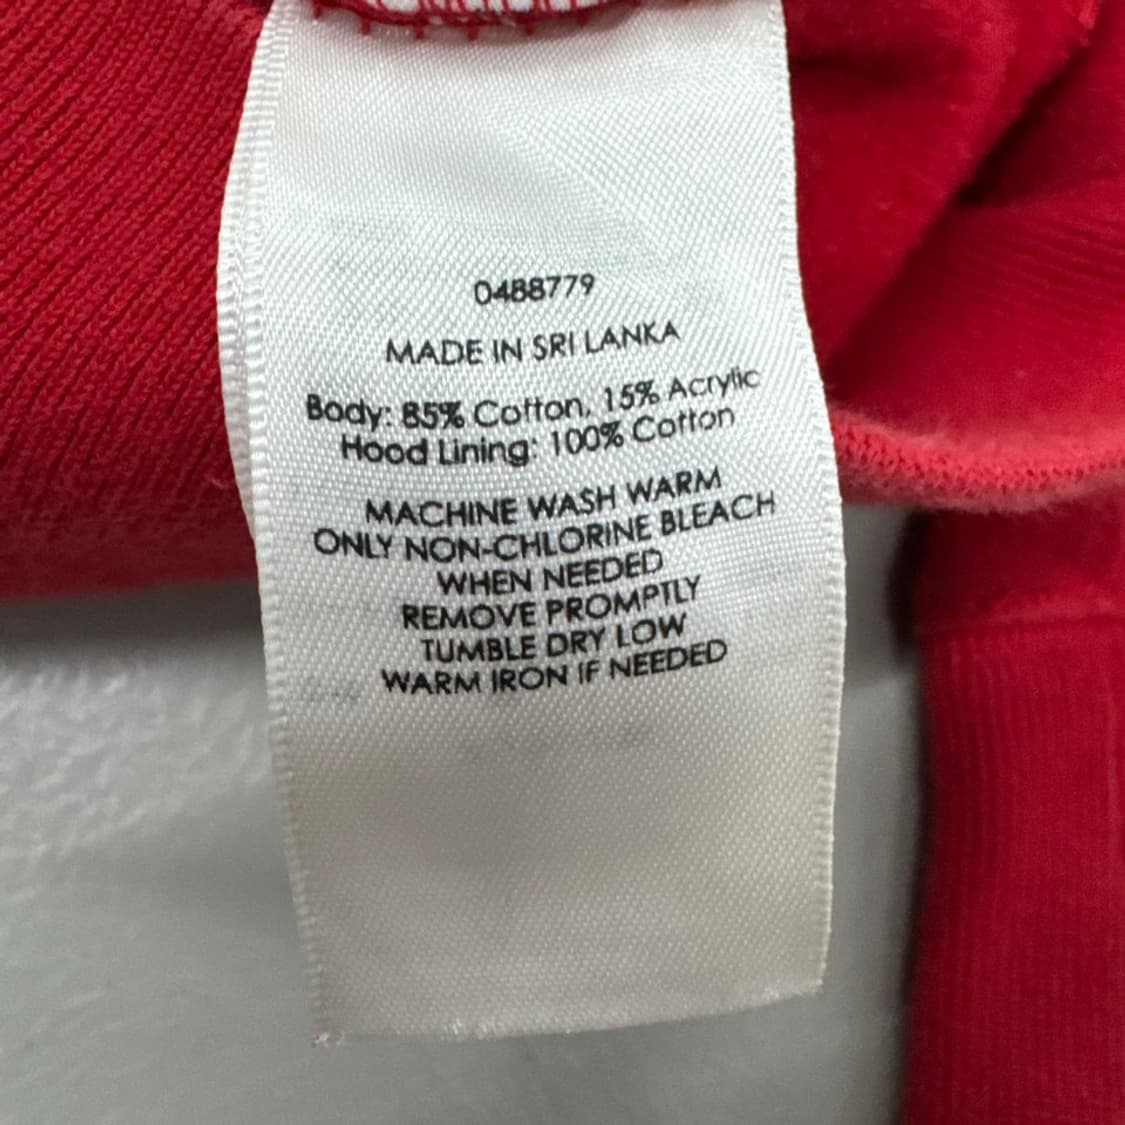 0488779
MADE IN SRI LANKA
Body: 85% Cotton, 15% Acrylic
Hood Lining: 100% Cotton
MACHINE WASH WARM
ONLY NON-CHLORINE BLEACH
WHEN NEEDED
REMOVE PROMPTLY
TUMBLE DRY LOW
WARM IRON IF NEEDED